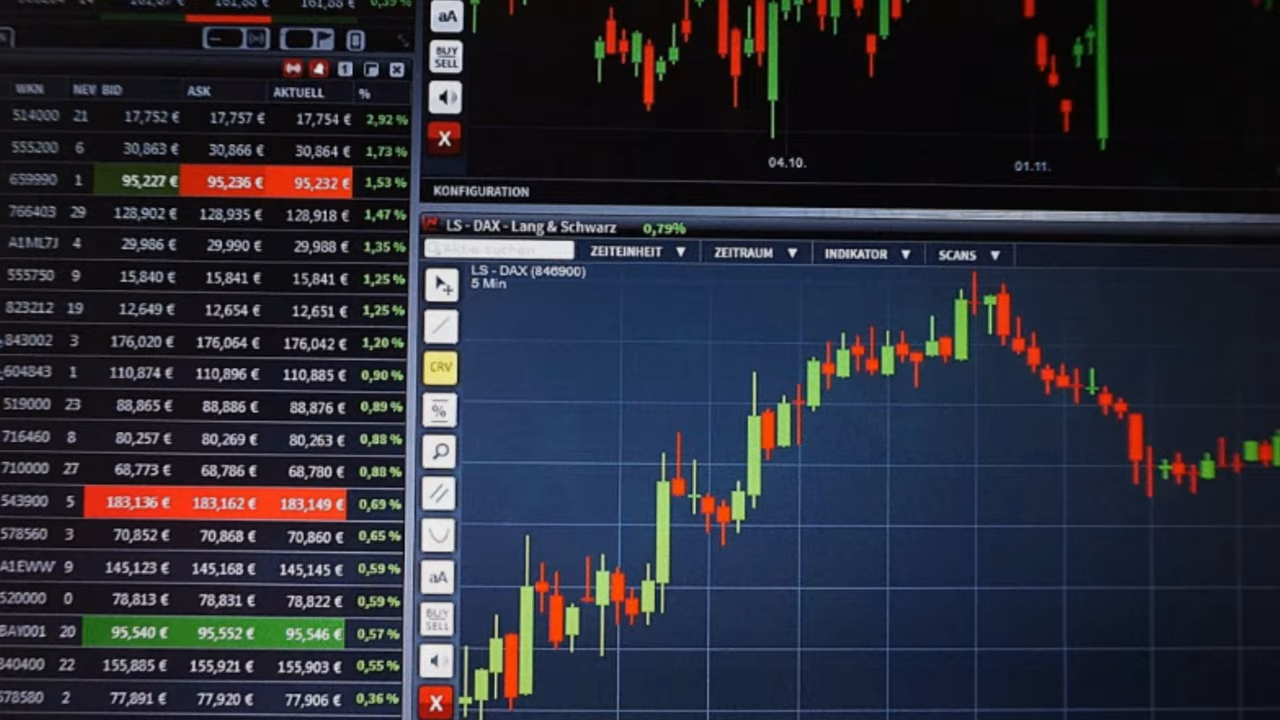 aA
BUY
SELL
X
04.10.
01.11.
KONFIGURATION
WKN NEV BID ASK AKTUELL %
514000 21 17,752 € 17,757 € 17,754 € 2,92 %
555200 6 30,863 € 30,866 € 30,864 € 1,73 %
659990 1 95,227 € 95,236 € 95,232 € 1,53 %
766403 29 128,902 € 128,935 € 128,918 € 1,47 %
A1ML7J 4 29,986 € 29,990 € 29,988 € 1,35 %
555750 9 15,840 € 15,841 € 15,841 € 1,25 %
823212 19 12,649 € 12,654 € 12,651 € 1,25 %
843002 3 176,020 € 176,064 € 176,042 € 1,20 %
604843 1 110,874 € 110,896 € 110,885 € 0,90 %
519000 23 88,865 € 88,886 € 88,876 € 0,89 %
716460 8 80,257 € 80,269 € 80,263 € 0,88 %
710000 27 68,773 € 68,786 € 68,780 € 0,88 %
543900 5 183,136 € 183,162 € 183,149 € 0,69 %
578560 3 70,852 € 70,868 € 70,860 € 0,65 %
A1EWW 9 145,123 € 145,168 € 145,145 € 0,59 %
520000 0 78,813 € 78,831 € 78,822 € 0,59 %
BAY001 20 95,540 € 95,552 € 95,546 € 0,57 %
840400 22 155,885 € 155,921 € 155,903 € 0,55 %
578580 2 77,891 € 77,920 € 77,906 € 0,36 %
LS - DAX - Lang & Schwarz 0,79%
Aktie suchen ZEITEINHEIT ZEITRAUM INDIKATOR SCANS
LS - DAX (846900)
5 Min
CRV
%
aA
BUY
SELL
X